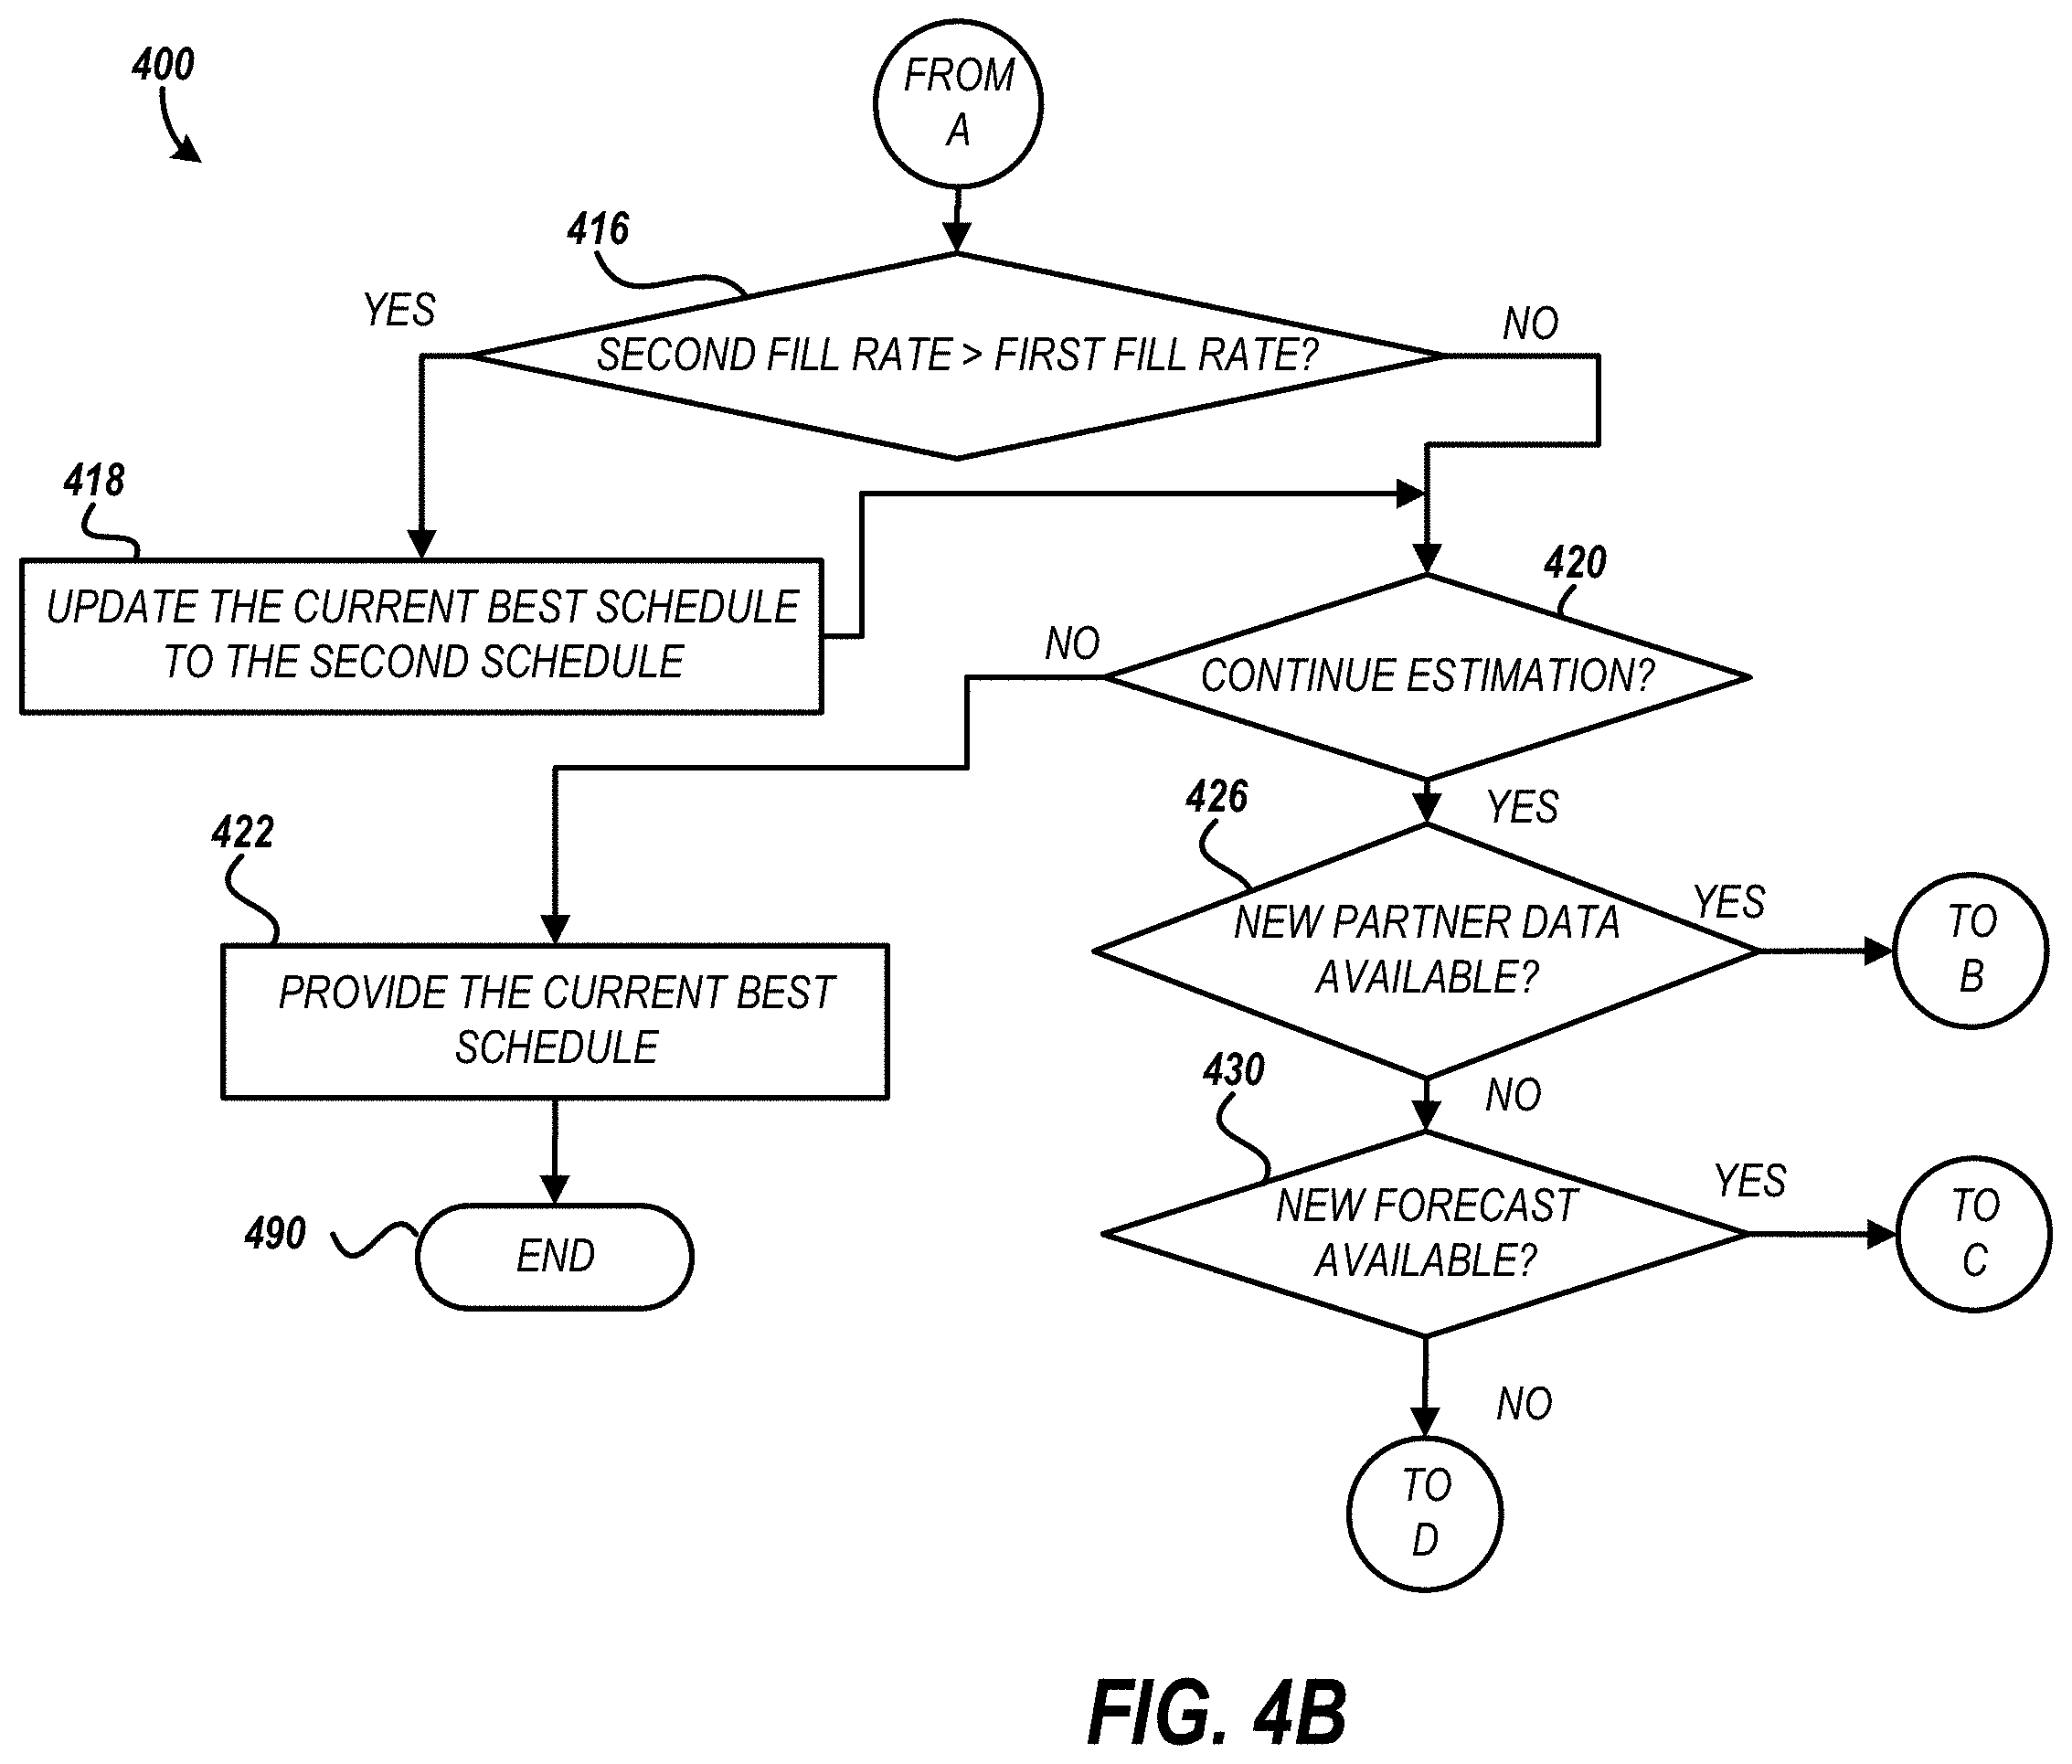 400
FROM
A
416
YES
SECOND FILL RATE > FIRST FILL RATE?
NO
418
UPDATE THE CURRENT BEST SCHEDULE
TO THE SECOND SCHEDULE
420
NO
CONTINUE ESTIMATION?
YES
422
PROVIDE THE CURRENT BEST
SCHEDULE
490
END
426
NEW PARTNER DATA
AVAILABLE?
YES
TO
B
NO
430
NEW FORECAST
AVAILABLE?
YES
TO
C
NO
TO
D
FIG. 4B